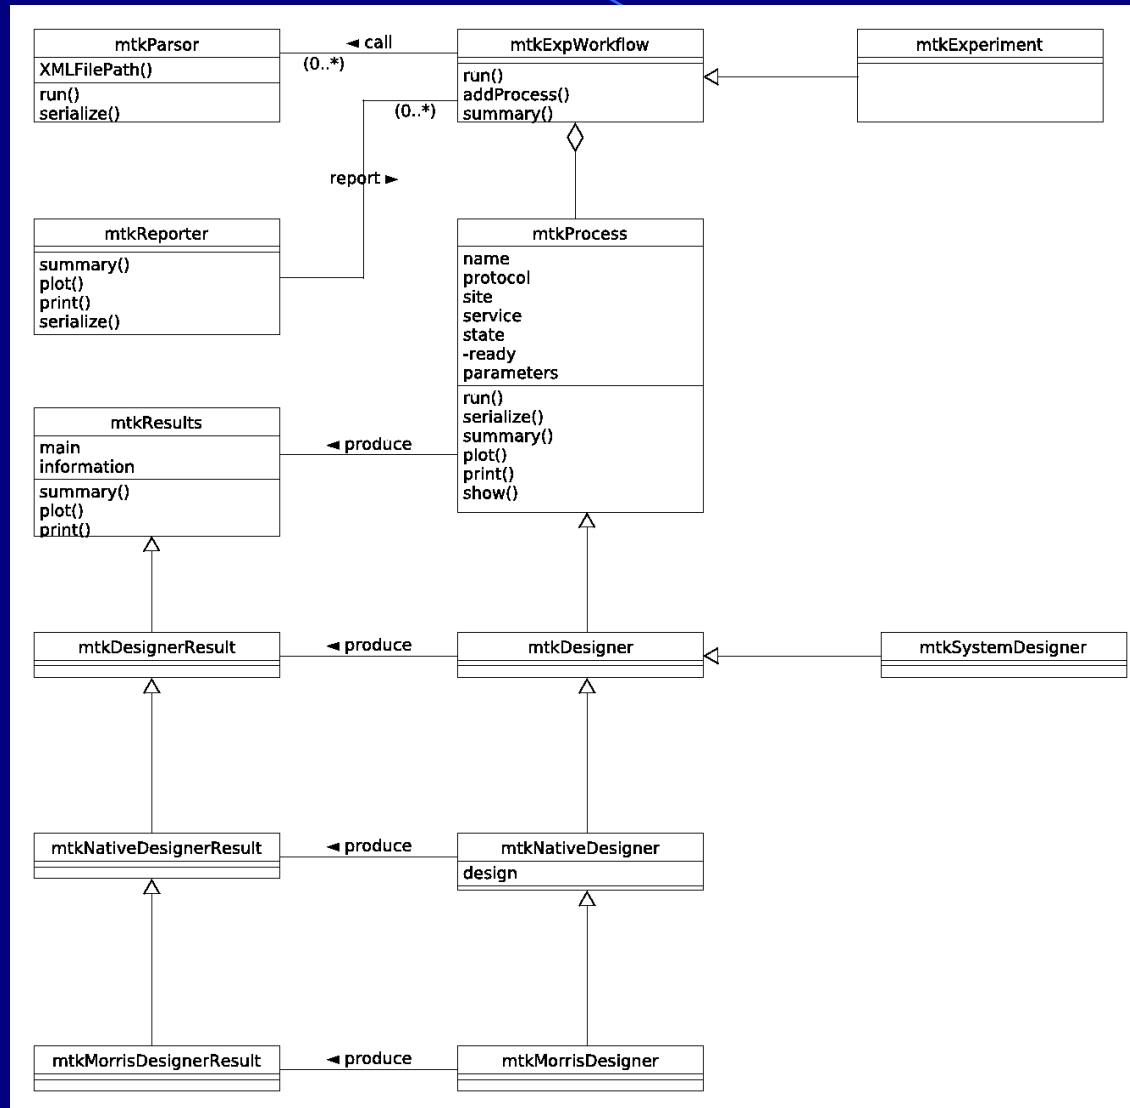 mtkParsor
XMLFilePath()
run()
serialize()
◄ call
(0..*)
mtkExpWorkflow
run()
addProcess()
summary()
(0..*)
mtkExperiment
report ►
mtkReporter
summary()
plot()
print()
serialize()
mtkProcess
name
protocol
site
service
state
-ready
parameters
run()
serialize()
summary()
plot()
print()
show()
mtkResults
main
information
summary()
plot()
print()
◄ produce
mtkDesignerResult
◄ produce
mtkDesigner
mtkSystemDesigner
mtkNativeDesignerResult
◄ produce
mtkNativeDesigner
design
mtkMorrisDesignerResult
◄ produce
mtkMorrisDesigner